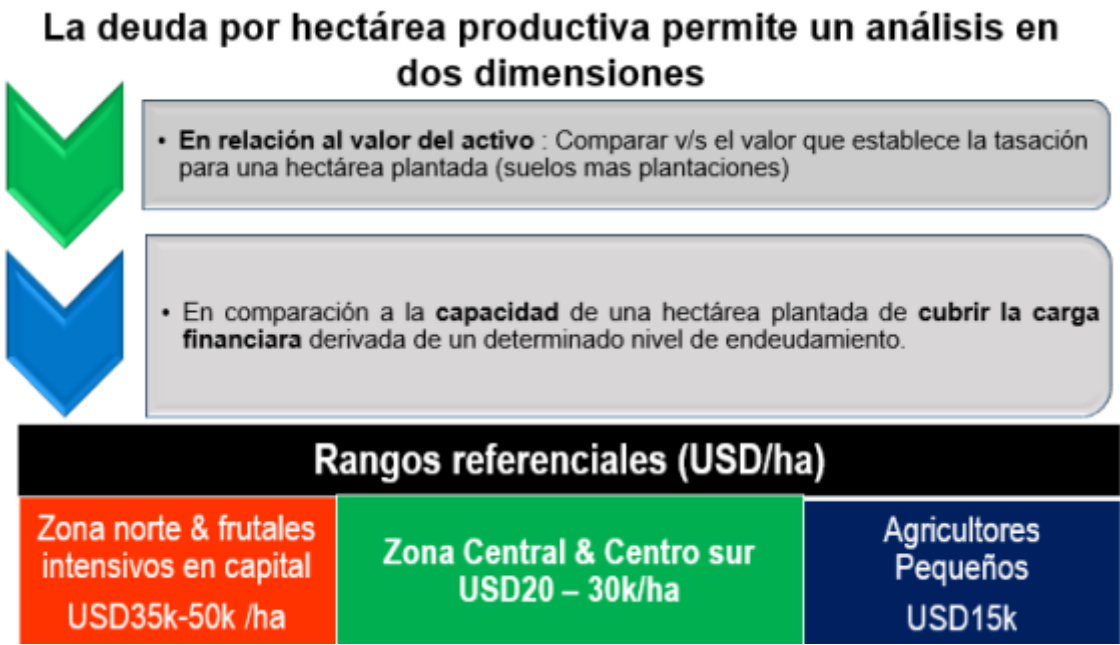 La deuda por hectárea productiva permite un análisis en
dos dimensiones
• En relación al valor del activo : Comparar v/s el valor que establece la tasación
para una hectárea plantada (suelos mas plantaciones)
• En comparación a la capacidad de una hectárea plantada de cubrir la carga
financiara derivada de un determinado nivel de endeudamiento.
Rangos referenciales (USD/ha)
Zona norte & frutales
intensivos en capital
USD35k-50k /ha
Zona Central & Centro sur
USD20 – 30k/ha
Agricultores
Pequeños
USD15k